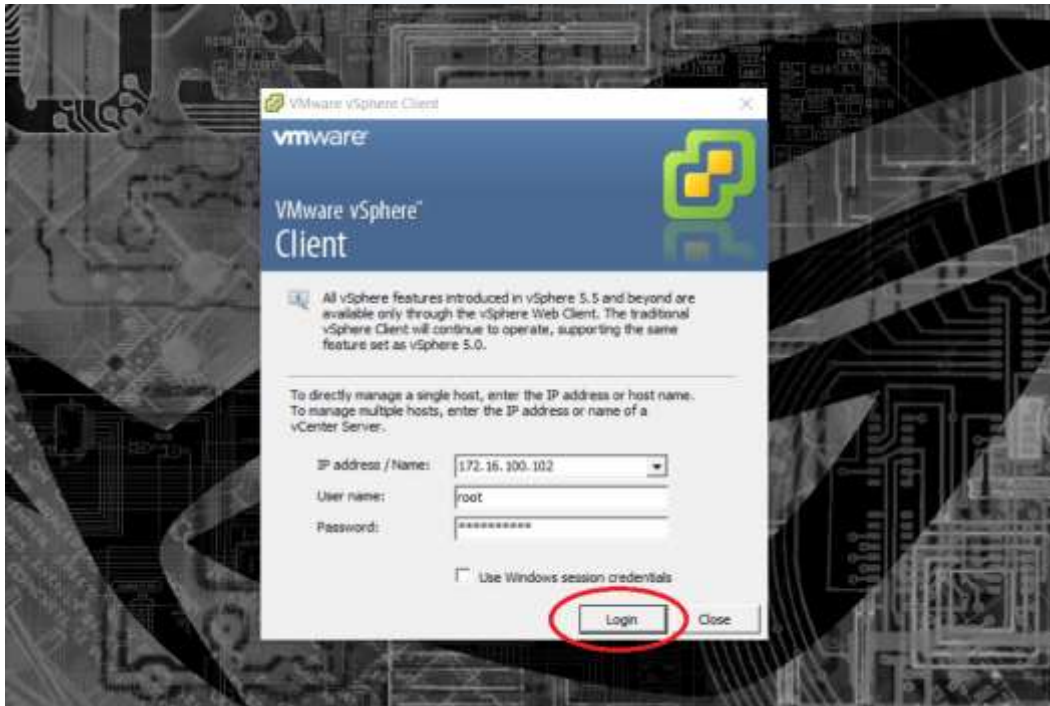 VMware vSphere Client
vmware
VMware vSphere™
Client
All vSphere features introduced in vSphere 5.5 and beyond are
available only through the vSphere Web Client. The traditional
vSphere Client will continue to operate, supporting the same
feature set as vSphere 5.0.
To directly manage a single host, enter the IP address or host name.
To manage multiple hosts, enter the IP address or name of a
vCenter Server.
IP address / Name: 172.16.100.102
User name: root
Password: **********
Use Windows session credentials
Login Close